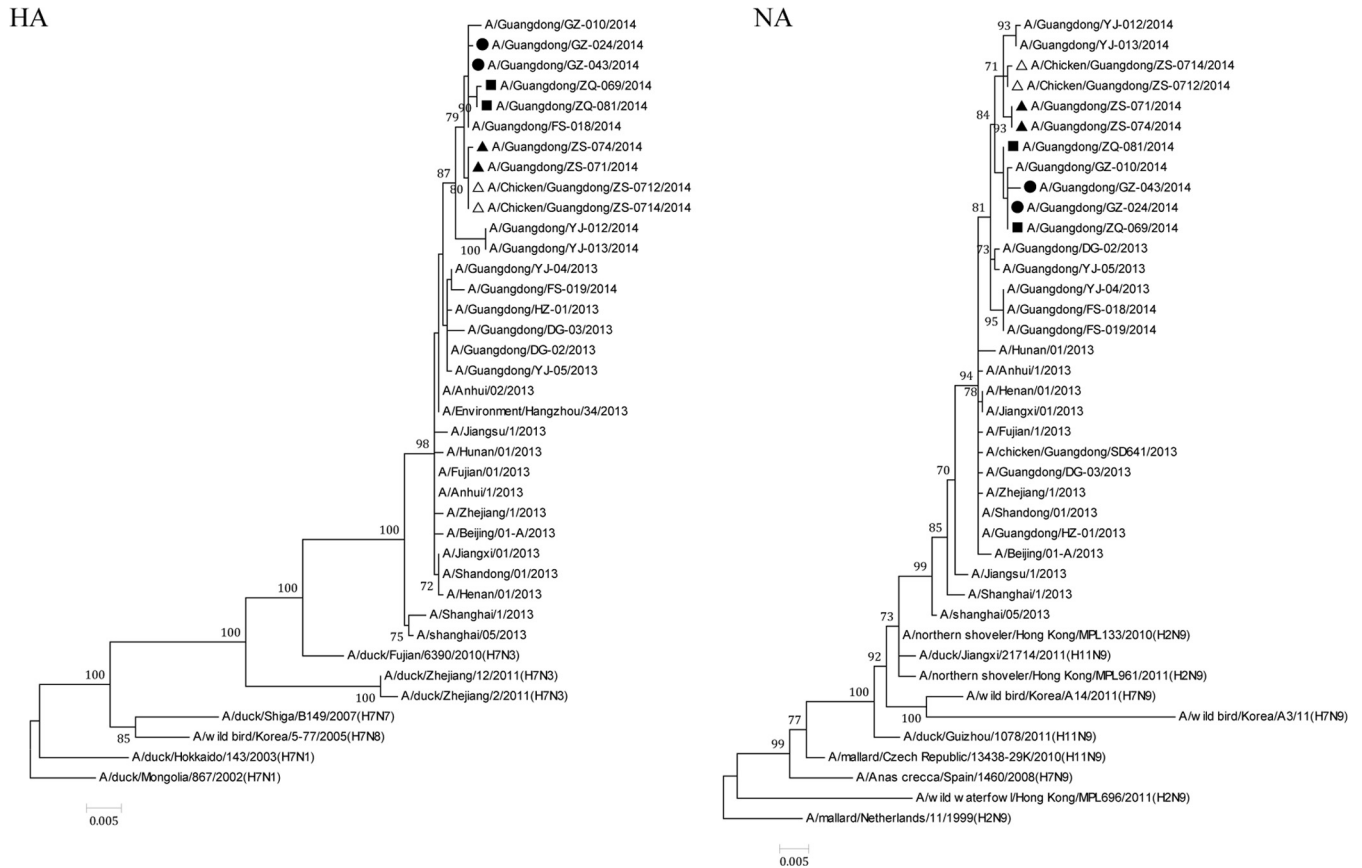 HA
A/Guangdong/GZ-010/2014
A/Guangdong/GZ-024/2014
A/Guangdong/GZ-043/2014
A/Guangdong/ZQ-069/2014
90
A/Guangdong/ZQ-081/2014
79
A/Guangdong/FS-018/2014
A/Guangdong/ZS-074/2014
87
A/Guangdong/ZS-071/2014
80
A/Chicken/Guangdong/ZS-0712/2014
A/Chicken/Guangdong/ZS-0714/2014
A/Guangdong/YJ-012/2014
100
A/Guangdong/YJ-013/2014
A/Guangdong/YJ-04/2013
A/Guangdong/FS-019/2014
A/Guangdong/HZ-01/2013
A/Guangdong/DG-03/2013
A/Guangdong/DG-02/2013
A/Guangdong/YJ-05/2013
A/Anhui/02/2013
A/Environment/Hangzhou/34/2013
A/Jiangsu/1/2013
98
A/Hunan/01/2013
A/Fujian/01/2013
A/Anhui/1/2013
A/Zhejiang/1/2013
100
A/Beijing/01-A/2013
A/Jiangxi/01/2013
A/Shandong/01/2013
72
A/Henan/01/2013
100
A/Shanghai/1/2013
75
A/shanghai/05/2013
100
A/duck/Fujian/6390/2010(H7N3)
100
A/duck/Zhejiang/12/2011(H7N3)
100
A/duck/Zhejiang/2/2011(H7N3)
A/duck/Shiga/B149/2007(H7N7)
85
A/wild bird/Korea/5-77/2005(H7N8)
A/duck/Hokkaido/143/2003(H7N1)
A/duck/Mongolia/867/2002(H7N1)
0.005
NA
93
A/Guangdong/YJ-012/2014
A/Guangdong/YJ-013/2014
71
A/Chicken/Guangdong/ZS-0714/2014
A/Chicken/Guangdong/ZS-0712/2014
84
A/Guangdong/ZS-071/2014
93
A/Guangdong/ZS-074/2014
A/Guangdong/ZQ-081/2014
A/Guangdong/GZ-010/2014
A/Guangdong/GZ-043/2014
81
A/Guangdong/GZ-024/2014
A/Guangdong/ZQ-069/2014
73
A/Guangdong/DG-02/2013
A/Guangdong/YJ-05/2013
A/Guangdong/YJ-04/2013
A/Guangdong/FS-018/2014
95
A/Guangdong/FS-019/2014
A/Hunan/01/2013
94
A/Anhui/1/2013
78
A/Henan/01/2013
A/Jiangxi/01/2013
A/Fujian/1/2013
A/chicken/Guangdong/SD641/2013
70
A/Guangdong/DG-03/2013
A/Zhejiang/1/2013
A/Shandong/01/2013
85
A/Guangdong/HZ-01/2013
A/Beijing/01-A/2013
99
A/Jiangsu/1/2013
A/Shanghai/1/2013
73
A/shanghai/05/2013
A/northern shoveler/Hong Kong/MPL133/2010(H2N9)
92
A/duck/Jiangxi/21714/2011(H11N9)
A/northern shoveler/Hong Kong/MPL961/2011(H2N9)
100
A/wild bird/Korea/A14/2011(H7N9)
100
A/wild bird/Korea/A3/11(H7N9)
77
A/duck/Guizhou/1078/2011(H11N9)
99
A/mallard/Czech Republic/13438-29K/2010(H11N9)
A/Anas crecca/Spain/1460/2008(H7N9)
A/wild waterfowl/Hong Kong/MPL696/2011(H2N9)
A/mallard/Netherlands/11/1999(H2N9)
0.005